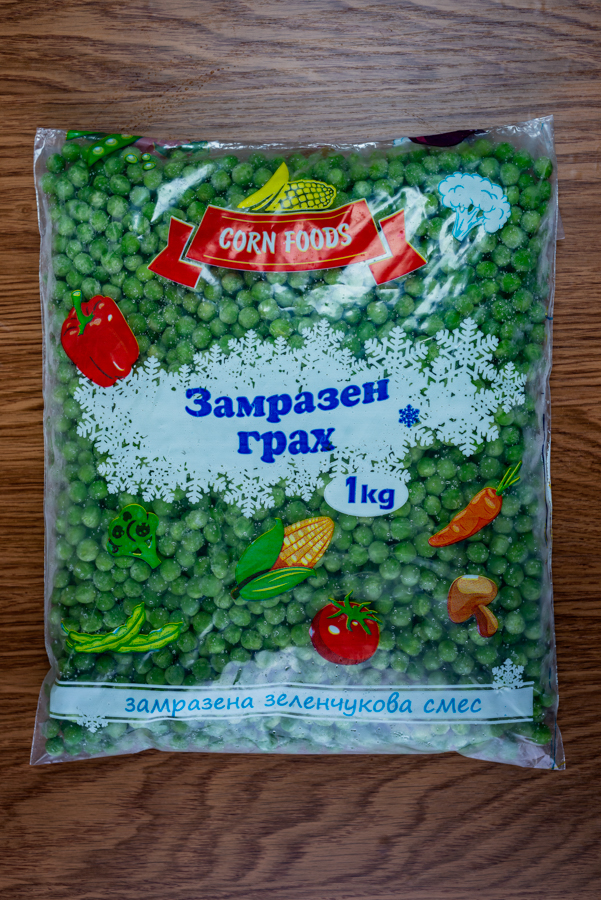 CORN FOODS
Замразен
грах
1kg
замразена зеленчукова смес